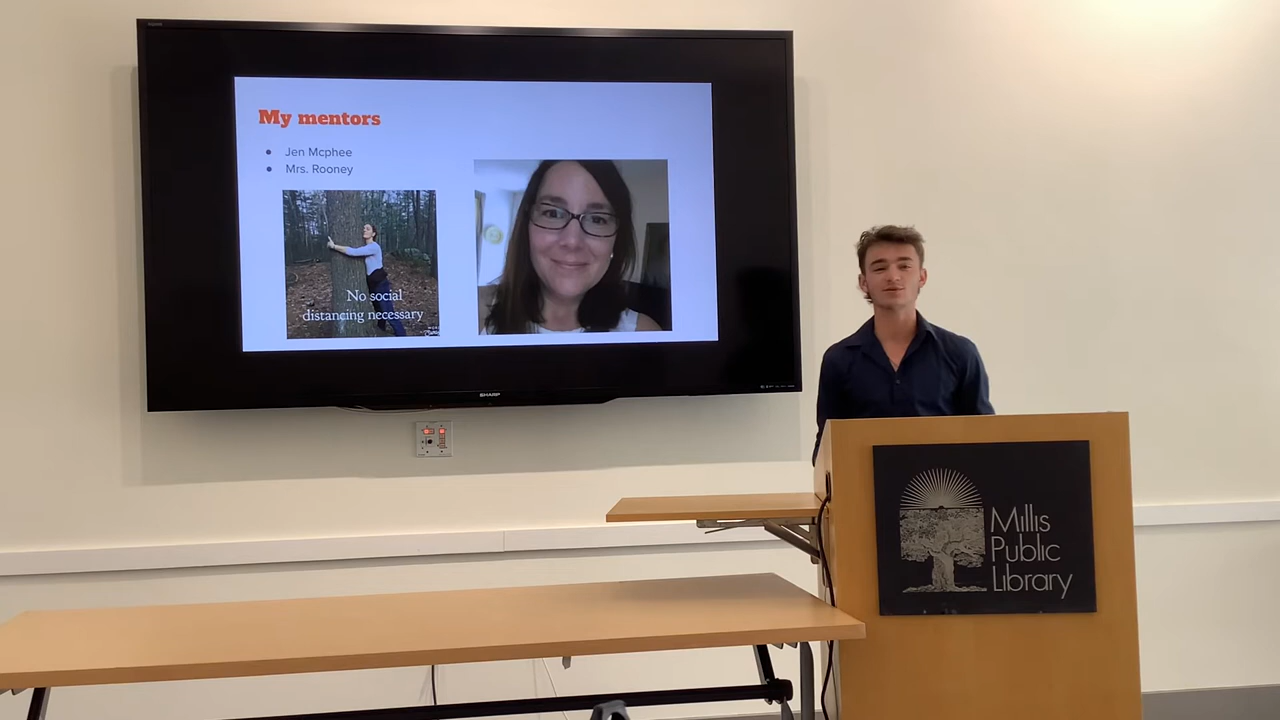 My mentors
Jen Mcphee
Mrs. Rooney
No social
distancing necessary
SHARP
Millis
Public
Library